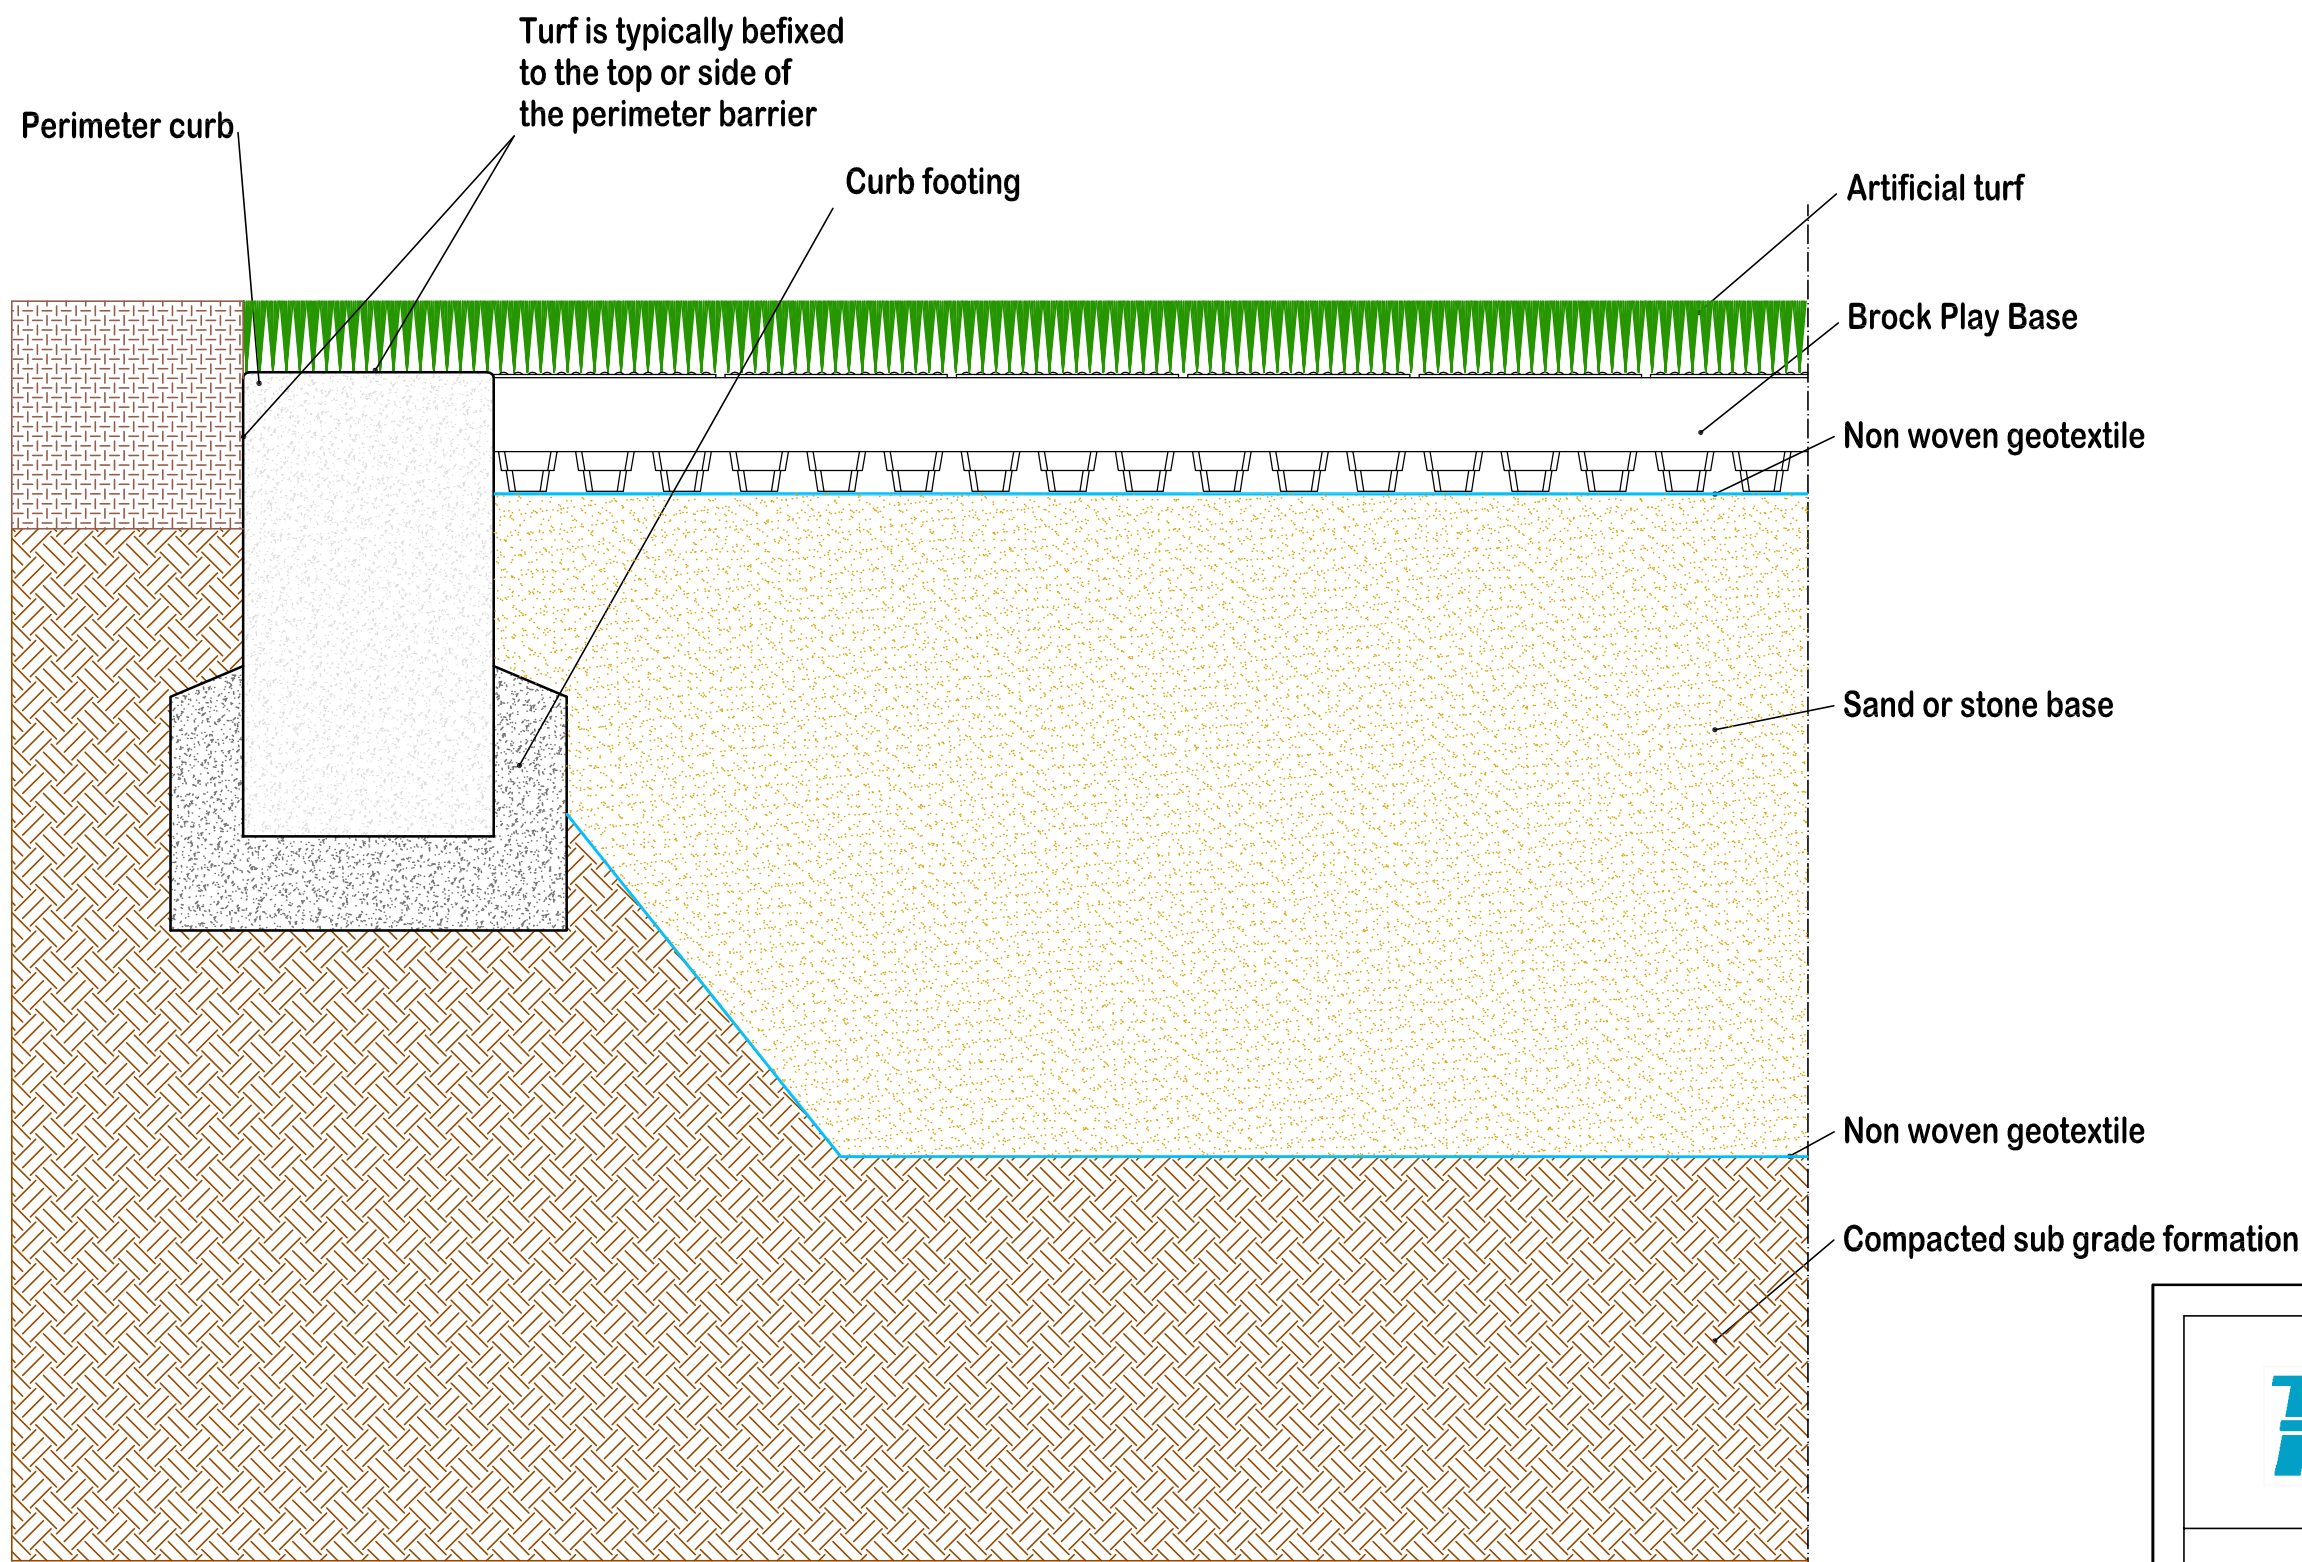 Turf is typically befixed
to the top or side of
the perimeter barrier
Perimeter curb
Curb footing
Artificial turf
Brock Play Base
Non woven geotextile
Sand or stone base
Non woven geotextile
Compacted sub grade formation